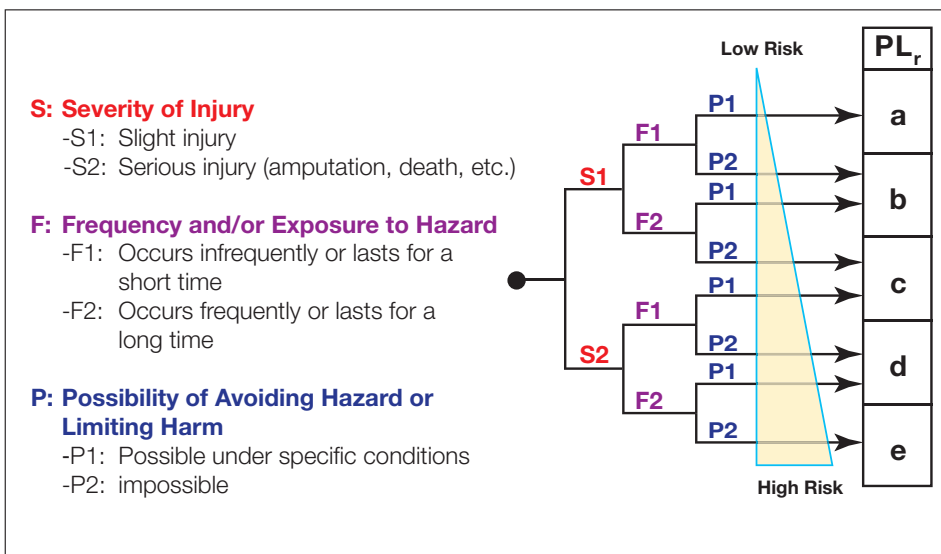 S: Severity of Injury
-S1: Slight injury
-S2: Serious injury (amputation, death, etc.)
F: Frequency and/or Exposure to Hazard
-F1: Occurs infrequently or lasts for a
short time
-F2: Occurs frequently or lasts for a
long time
P: Possibility of Avoiding Hazard or
Limiting Harm
-P1: Possible under specific conditions
-P2: impossible
Low Risk
PLr
P1
a
F1
P2
S1
P1
b
F2
P2
c
P1
F1
P2
S2
d
P1
F2
P2
e
High Risk